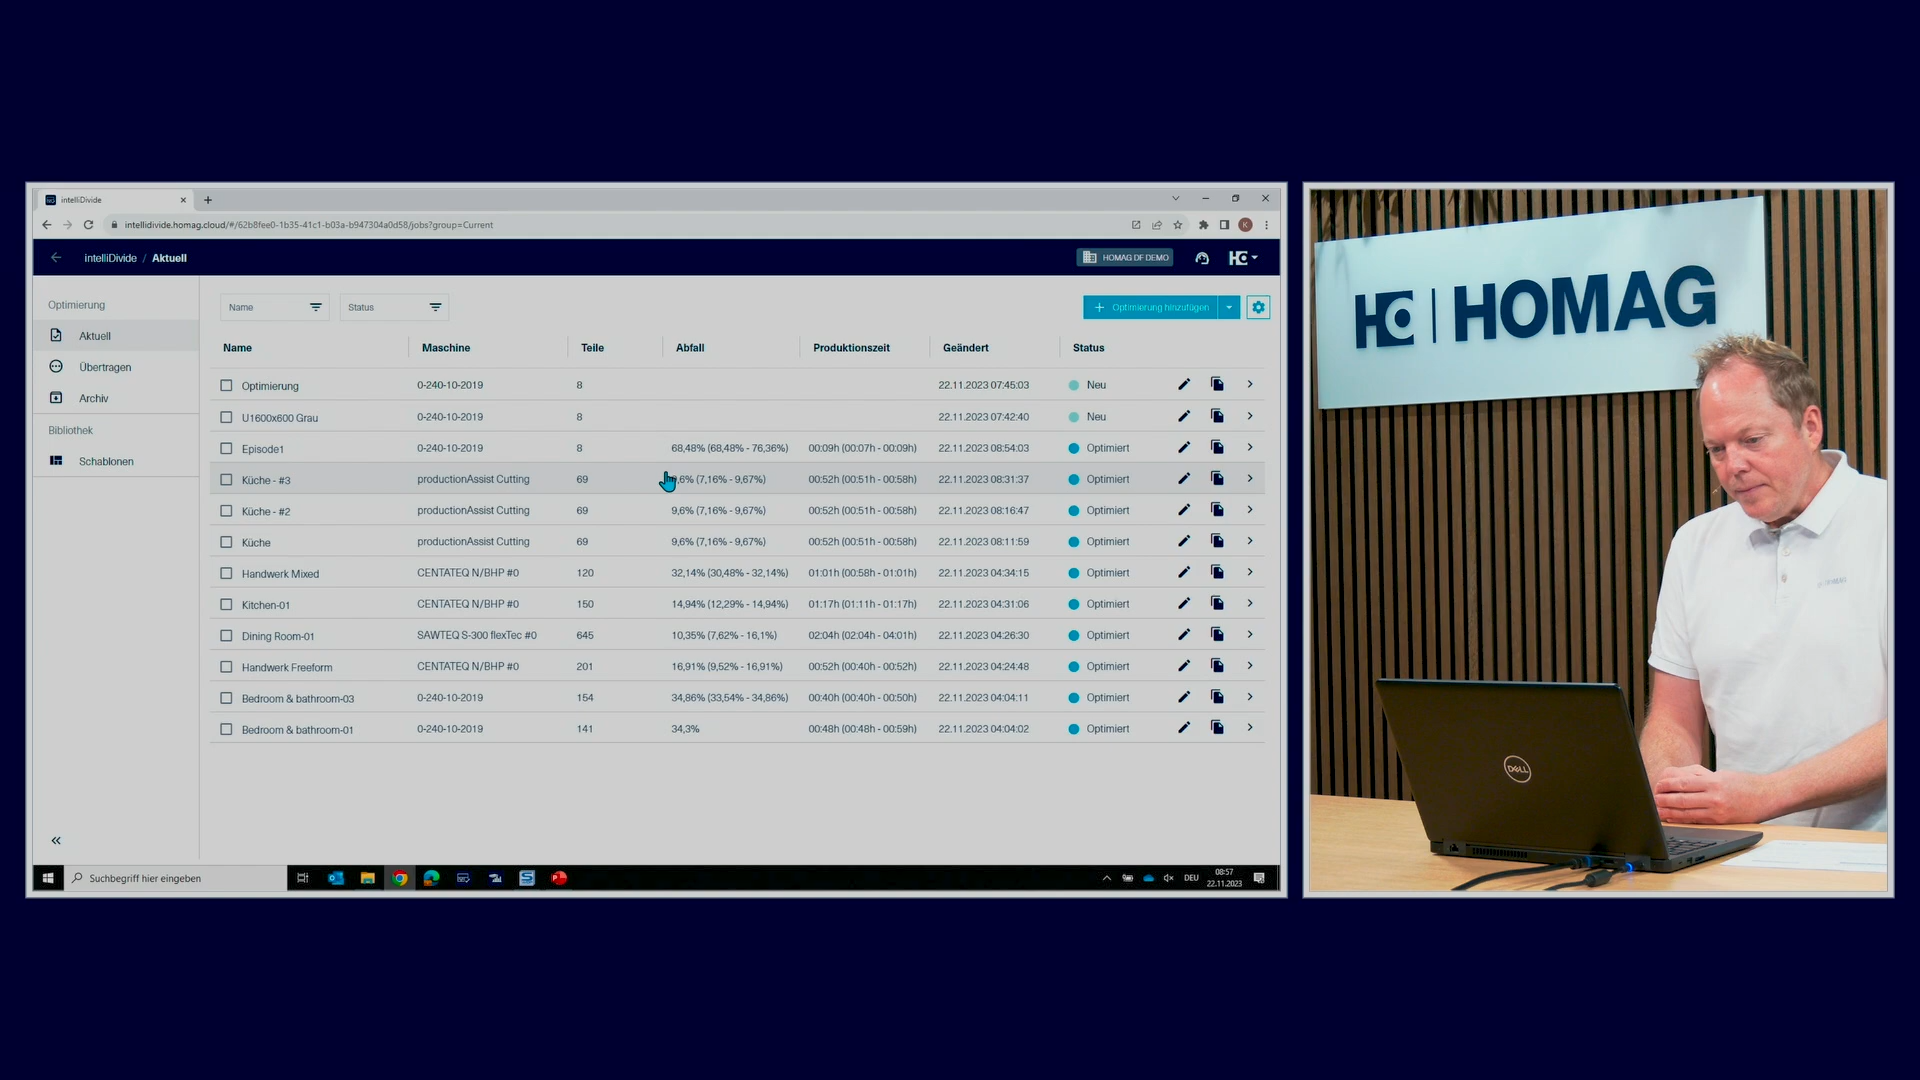 intelliDivide
intellidivide.homag.cloud/#/62b8fee0-1b35-41c1-b03a-b947304a0d58/jobs?group=Current
K
intelliDivide / Aktuell
HOMAG DF DEMO
Optimierung
Aktuell
Übertragen
Archiv
Bibliothek
Schablonen
Name
Status
+ Optimierung hinzufügen
Name Maschine Teile Abfall Produktionszeit Geändert Status
Optimierung 0-240-10-2019 8 22.11.2023 07:45:03 Neu
U1600x600 Grau 0-240-10-2019 8 22.11.2023 07:42:40 Neu
Episode1 0-240-10-2019 8 68,48% (68,48% - 76,36%) 00:09h (00:07h - 00:09h) 22.11.2023 08:54:03 Optimiert
Küche - #3 productionAssist Cutting 69 ,6% (7,16% - 9,67%) 00:52h (00:51h - 00:58h) 22.11.2023 08:31:37 Optimiert
Küche - #2 productionAssist Cutting 69 9,6% (7,16% - 9,67%) 00:52h (00:51h - 00:58h) 22.11.2023 08:16:47 Optimiert
Küche productionAssist Cutting 69 9,6% (7,16% - 9,67%) 00:52h (00:51h - 00:58h) 22.11.2023 08:11:59 Optimiert
Handwerk Mixed CENTATEQ N/BHP #0 120 32,14% (30,48% - 32,14%) 01:01h (00:58h - 01:01h) 22.11.2023 04:34:15 Optimiert
Kitchen-01 CENTATEQ N/BHP #0 150 14,94% (12,29% - 14,94%) 01:17h (01:11h - 01:17h) 22.11.2023 04:31:06 Optimiert
Dining Room-01 SAWTEQ S-300 flexTec #0 645 10,35% (7,62% - 16,1%) 02:04h (02:04h - 04:01h) 22.11.2023 04:26:30 Optimiert
Handwerk Freeform CENTATEQ N/BHP #0 201 16,91% (9,52% - 16,91%) 00:52h (00:40h - 00:52h) 22.11.2023 04:24:48 Optimiert
Bedroom & bathroom-03 0-240-10-2019 154 34,86% (33,54% - 34,86%) 00:40h (00:40h - 00:50h) 22.11.2023 04:04:11 Optimiert
Bedroom & bathroom-01 0-240-10-2019 141 34,3% 00:48h (00:48h - 00:59h) 22.11.2023 04:04:02 Optimiert
Suchbegriff hier eingeben
DEU
08:57
22.11.2023
HOMAG
DELL